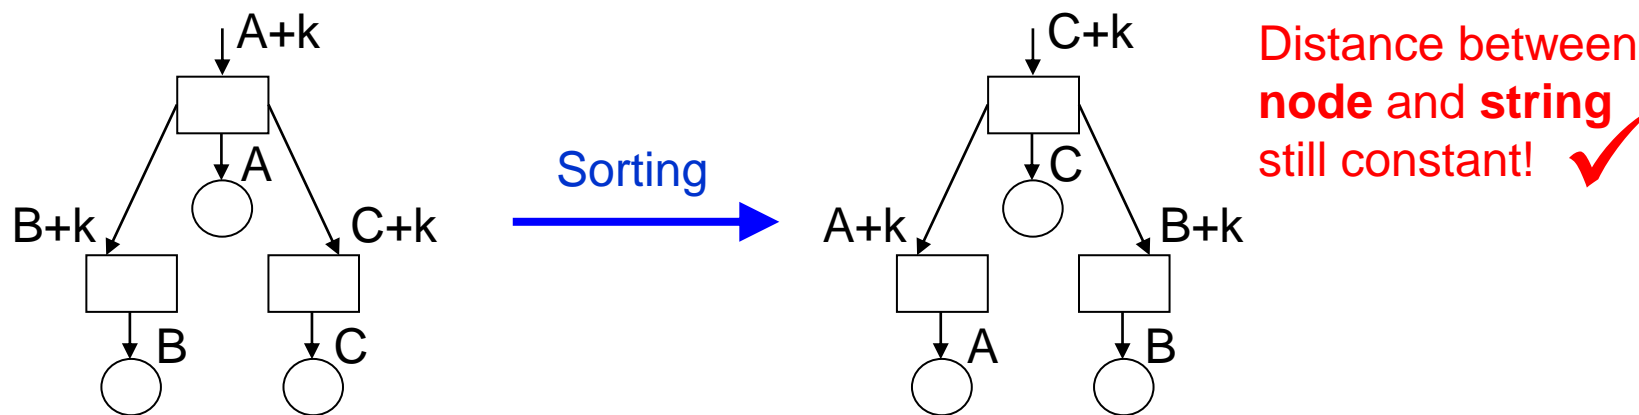 A+k
A
B+k
C+k
B
C
Sorting
C+k
C
A+k
B+k
A
B
Distance between
node and string
still constant!